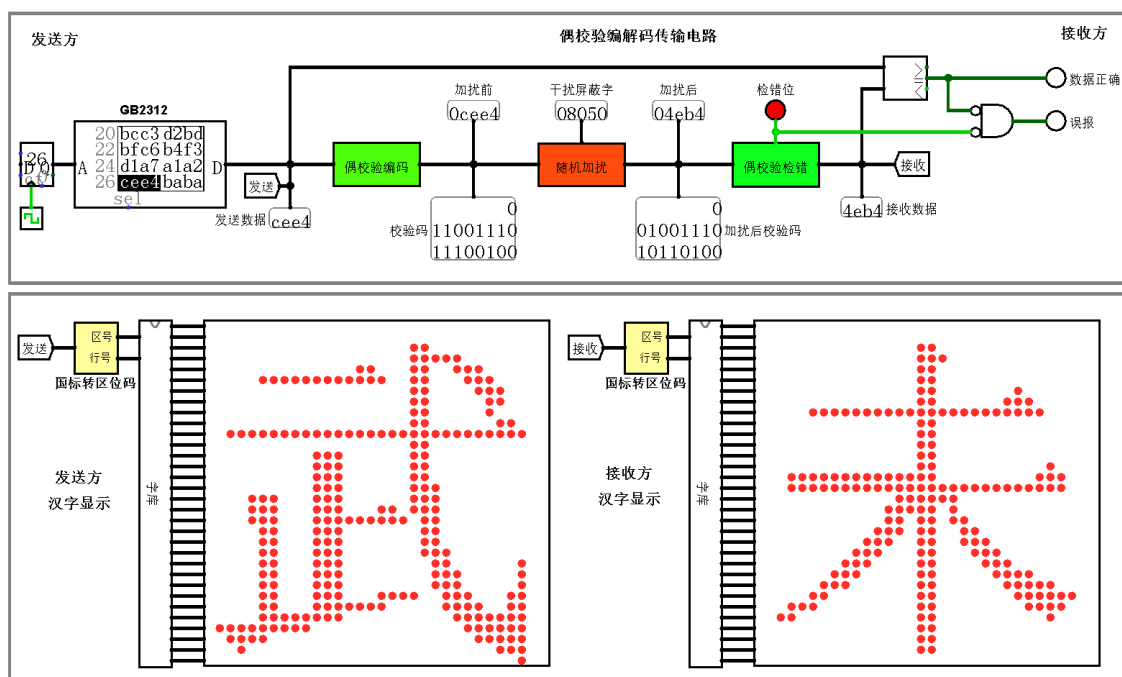 发送方
偶校验编解码传输电路
接收方
加扰前
干扰屏蔽字
加扰后
检错位
数据正确
0cee4
08050
04eb4
GB2312
误报
26
D Q
20 bcc3 d2bd
22 bfc6 b4f3
24 d1a7 a1a2
26 cee4 baba
A
D
sel
偶校验编码
随机加扰
偶校验检错
接收
发送
发送数据
cee4
校验码
0
11001110
11100100
0
01001110
10110100
加扰后校验码
4eb4
接收数据
发送
区号
行号
国标转区位码
字库
发送方
汉字显示
武
接收
区号
行号
国标转区位码
字库
接收方
汉字显示
未